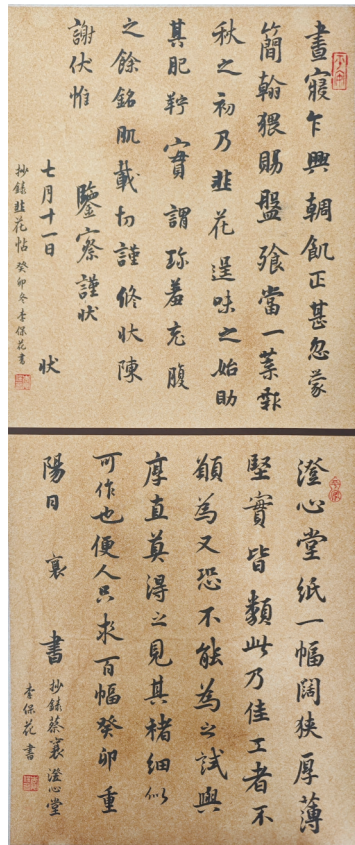 晝寢乍興輖飢正甚忽蒙
簡翰猥賜盤飧當一葉報
秋之初乃韭花逞味之始助
其肥羜實謂珍羞充腹
之餘銘肌載切謹修狀陳
謝伏惟
鑒察謹狀
七月十一日 狀
抄錄韭花帖 癸卯冬李保花書
澄心堂紙一幅闊狹厚薄
堅實皆類此乃佳工者不
願為又恐不能為之試與
厚直莫得之見其楮細似
可作也便人只求百幅癸卯重
陽日 襄 書
抄錄蔡襄澄心堂
李保花書